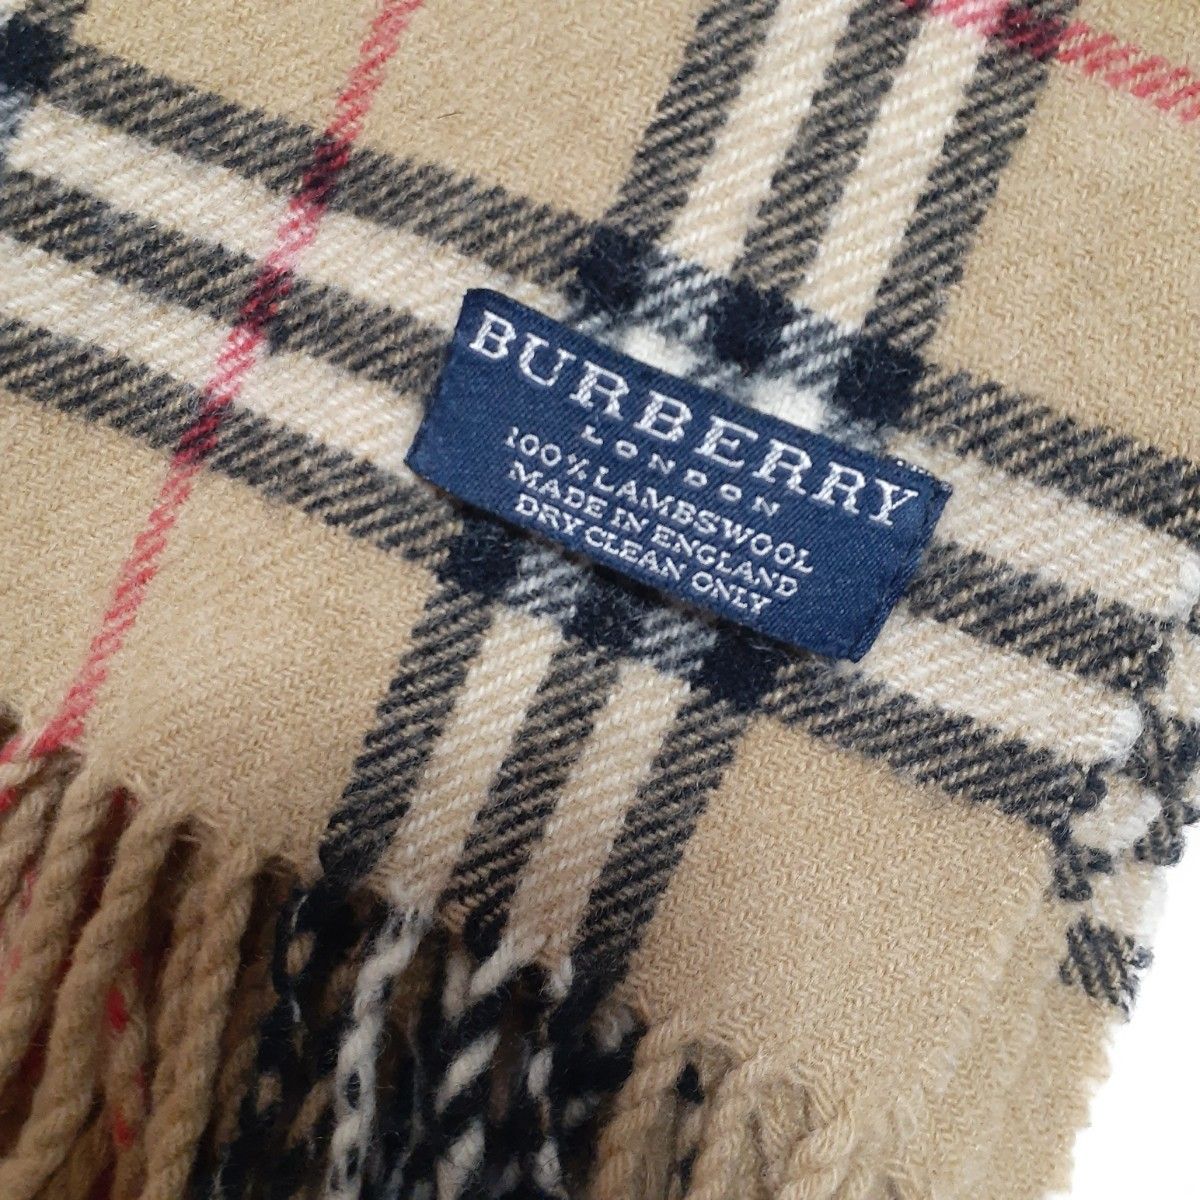 BURBERRY
LONDON
100% LAMBSWOOL
MADE IN ENGLAND
DRY CLEAN ONLY